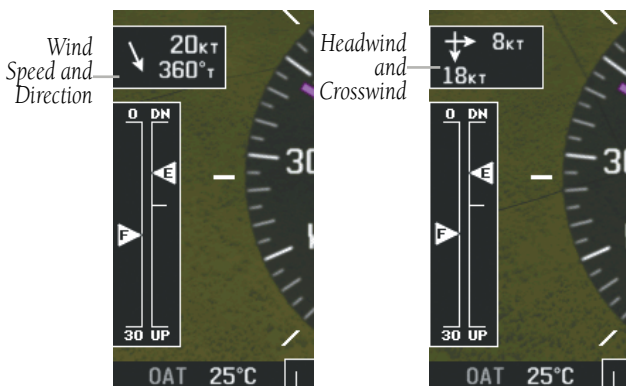 Wind
Speed and
Direction
20KT
360°T
0 DN
E
F
30 UP
30
OAT 25°C
Headwind
and
Crosswind
8KT
18KT
0 DN
E
F
30 UP
3
OAT 25°C